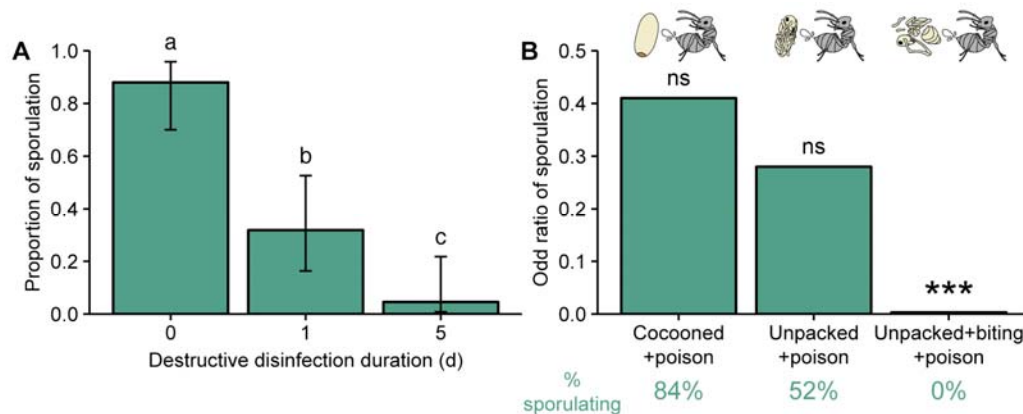 A
Proportion of sporulation
1.0
0.8
0.6
0.4
0.2
0.0
a
b
c
0 1 5
Destructive disinfection duration (d)
B
Odd ratio of sporulation
0.5
0.4
0.3
0.2
0.1
0.0
ns
ns
***
Cocooned Unpacked Unpacked+biting
+poison +poison +poison
%
sporulating
84% 52% 0%